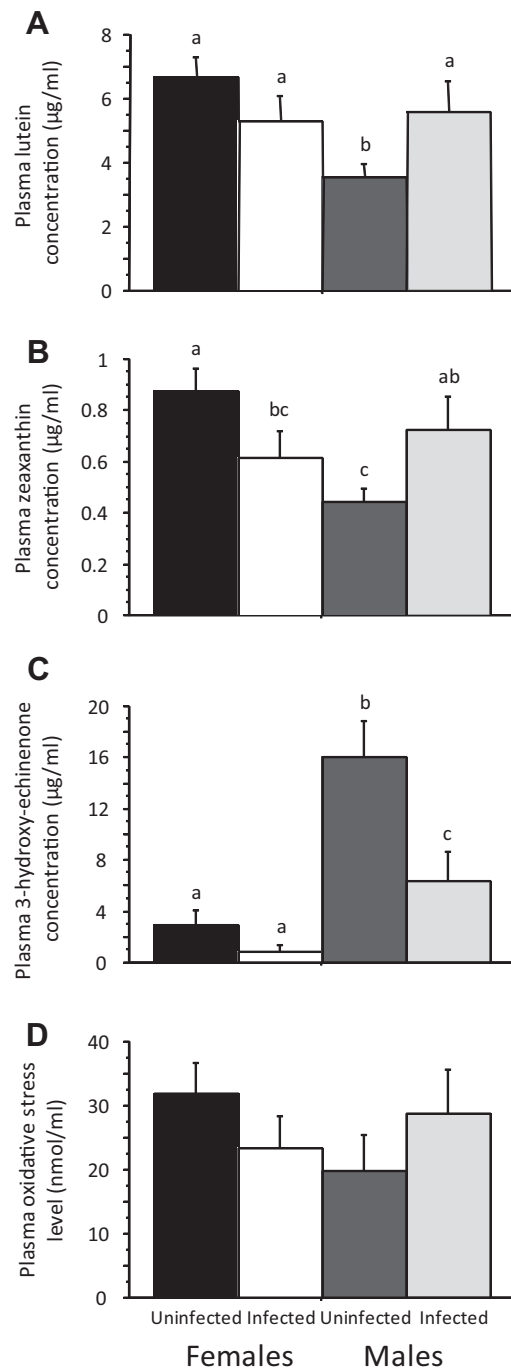 A
Plasma lutein
concentration (µg/ml)
8
6
4
2
0
a
a
b
a
B
Plasma zeaxanthin
concentration (µg/ml)
1
0.8
0.6
0.4
0.2
0
a
bc
c
ab
C
Plasma 3-hydroxy-echinenone
concentration (µg/ml)
20
16
12
8
4
0
a
a
b
c
D
Plasma oxidative stress
level (nmol/ml)
40
30
20
10
0
Uninfected Infected Uninfected Infected
Females Males